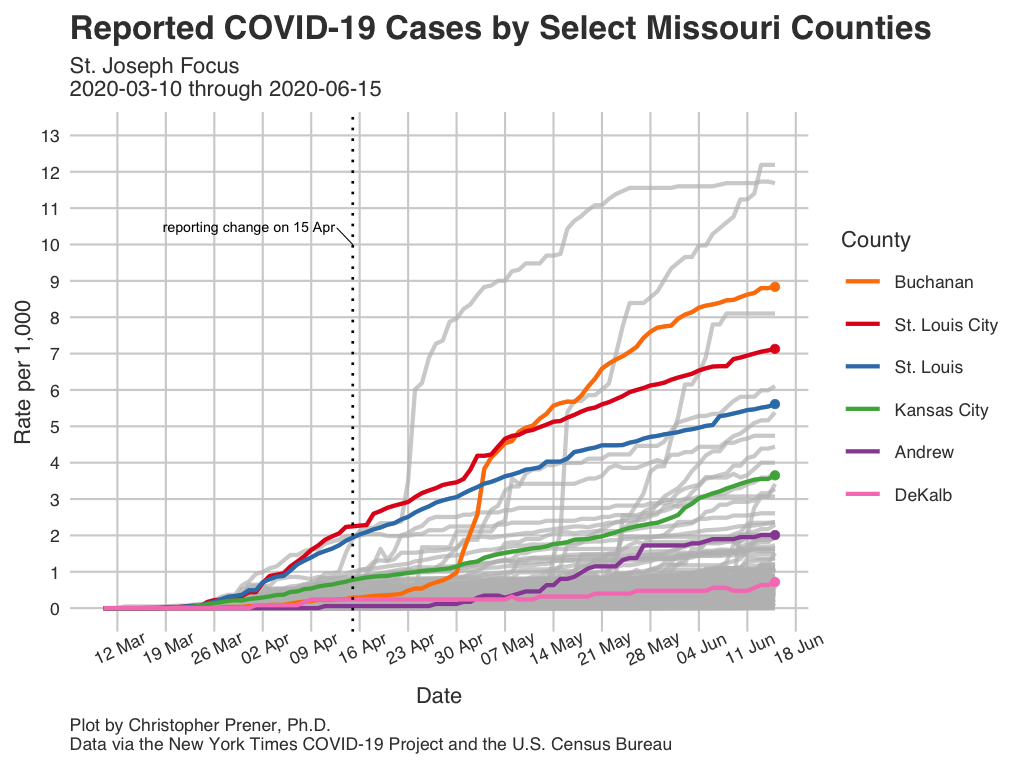 Reported COVID-19 Cases by Select Missouri Counties
St. Joseph Focus
2020-03-10 through 2020-06-15
13
12
11
10
9
8
7
6
5
4
3
2
1
0
Rate per 1,000
reporting change on 15 Apr
12 Mar
19 Mar
26 Mar
02 Apr
09 Apr
16 Apr
23 Apr
30 Apr
07 May
14 May
21 May
28 May
04 Jun
11 Jun
18 Jun
Date
County
Buchanan
St. Louis City
St. Louis
Kansas City
Andrew
DeKalb
Plot by Christopher Prener, Ph.D.
Data via the New York Times COVID-19 Project and the U.S. Census Bureau